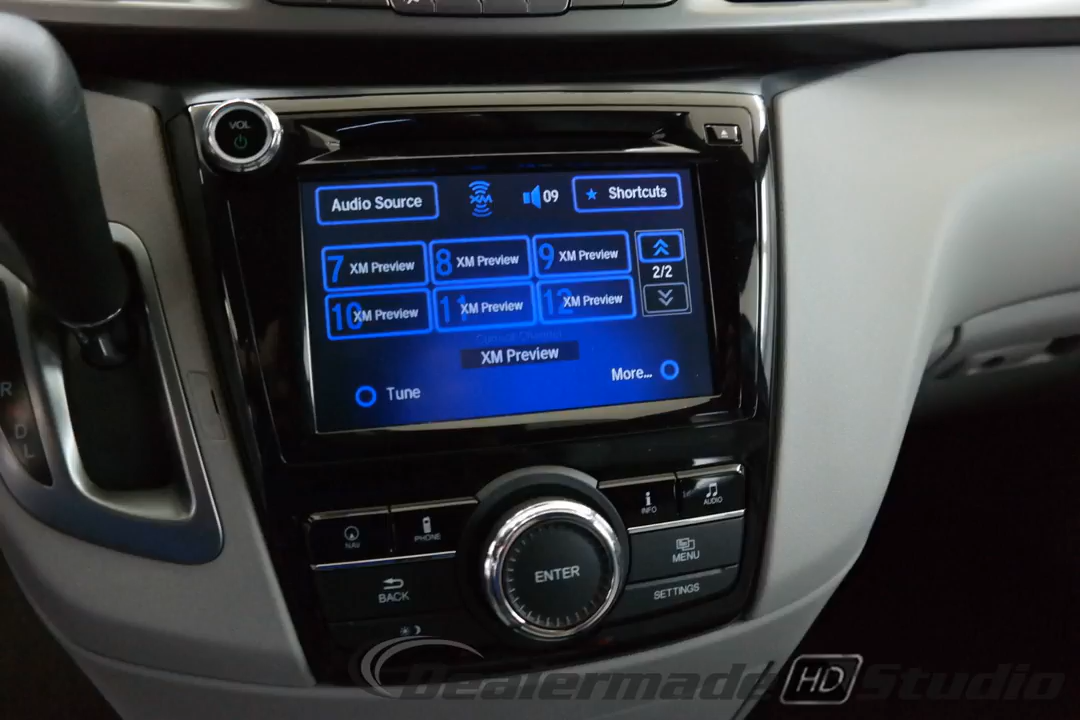 VOL
Audio Source
XM
09
★ Shortcuts
7 XM Preview
8 XM Preview
9 XM Preview
2/2
10 XM Preview
11 XM Preview
12 XM Preview
XM Preview
Tune
More...
R
D
L
NAV
PHONE
i
INFO
AUDIO
ENTER
MENU
BACK
SETTINGS
Dealermade HD Studio